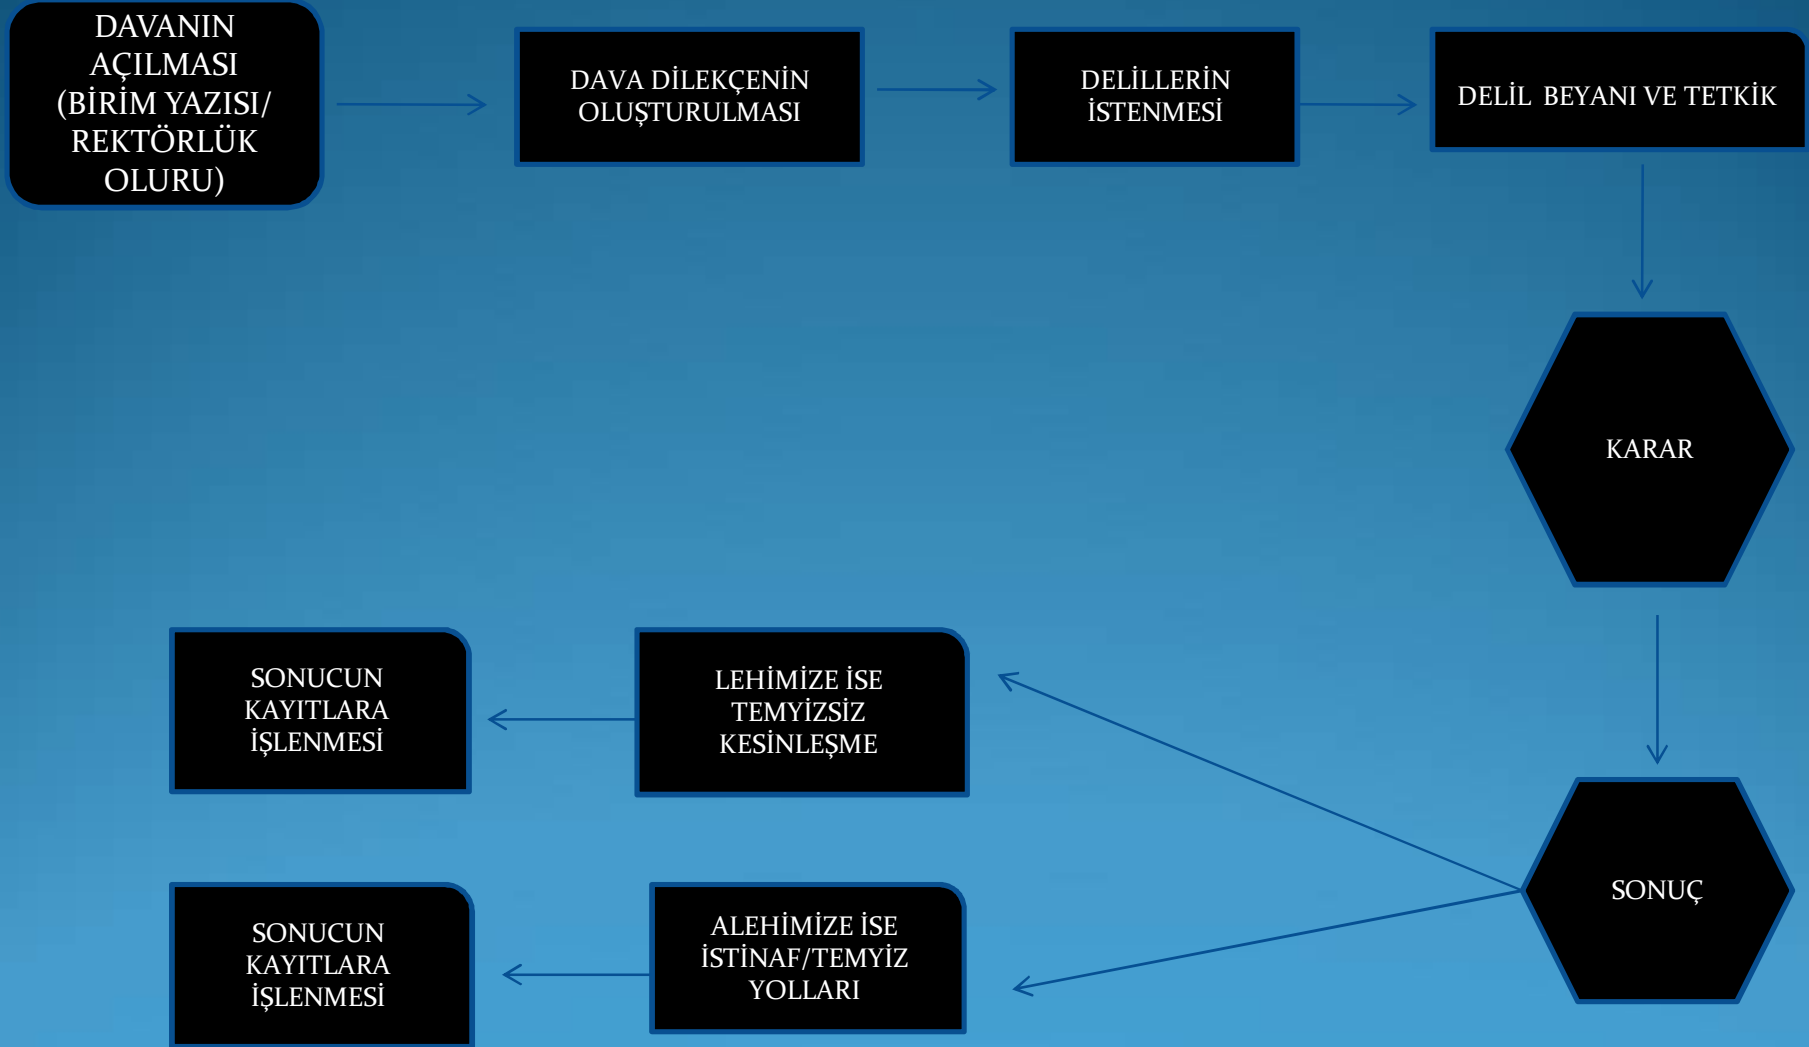 DAVANIN
AÇILMASI
(BİRİM YAZISI/
REKTÖRLÜK
OLURU)
DAVA DİLEKÇENİN
OLUŞTURULMASI
DELİLLERİN
İSTENMESİ
DELİL BEYANI VE TETKİK
KARAR
SONUÇ
LEHİMİZE İSE
TEMYİZSİZ
KESİNLEŞME
SONUCUN
KAYITLARA
İŞLENMESİ
ALEHİMİZE İSE
İSTİNAF/TEMYİZ
YOLLARI
SONUCUN
KAYITLARA
İŞLENMESİ